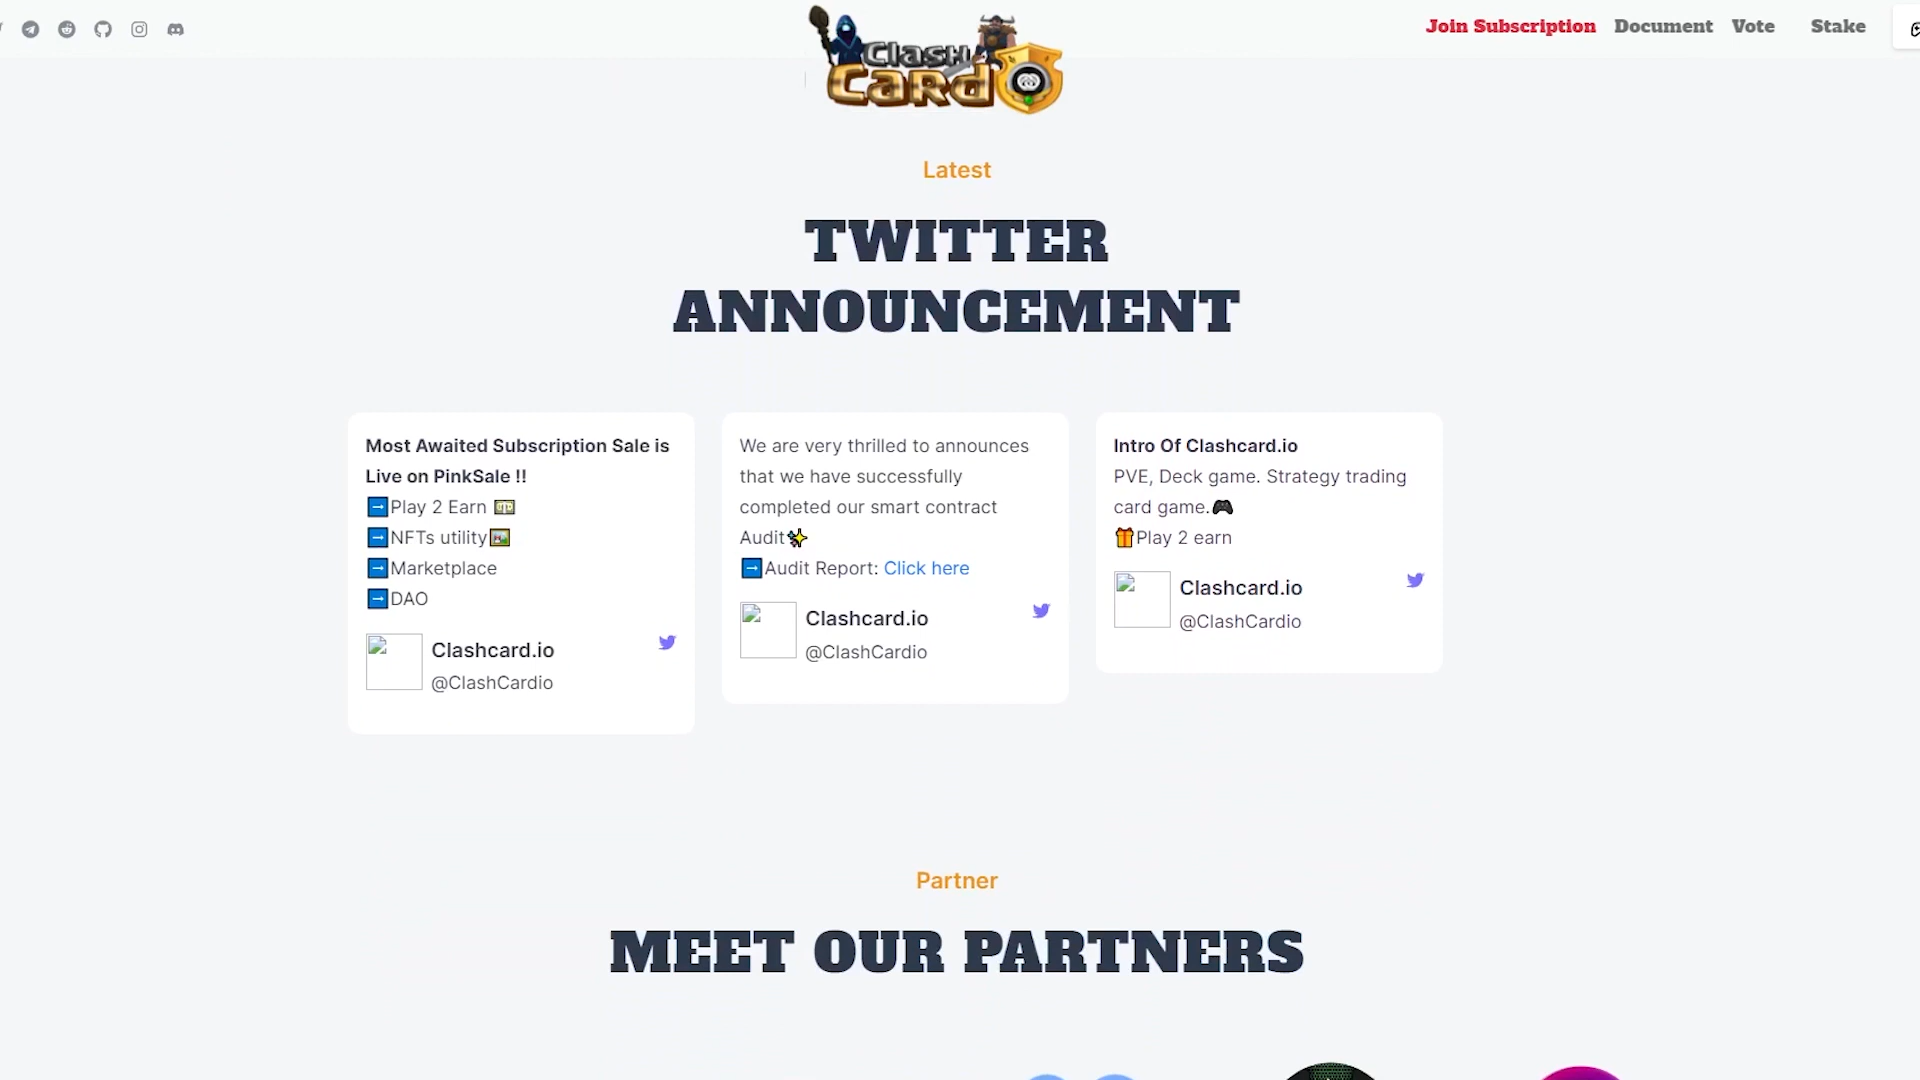 Clash
Card
Join Subscription Document Vote Stake
Latest
TWITTER
ANNOUNCEMENT
Most Awaited Subscription Sale is
Live on PinkSale !!
➡️Play 2 Earn 💵
➡️NFTs utility🖼️
➡️Marketplace
➡️DAO
Clashcard.io
@ClashCardio
We are very thrilled to announces
that we have successfully
completed our smart contract
Audit✨
➡️Audit Report: Click here
Clashcard.io
@ClashCardio
Intro Of Clashcard.io
PVE, Deck game. Strategy trading
card game.🎮
🎁Play 2 earn
Clashcard.io
@ClashCardio
Partner
MEET OUR PARTNERS